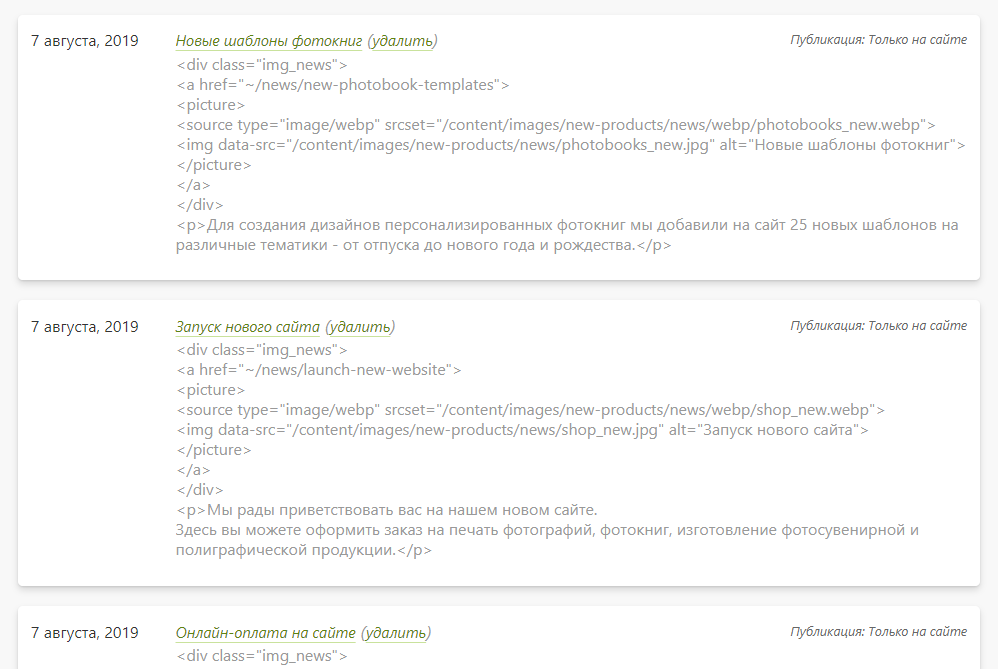 7 августа, 2019 Новые шаблоны фотокниг (удалить) Публикация: Только на сайте
<div class="img_news">
<a href="~/news/new-photobook-templates">
<picture>
<source type="image/webp" srcset="/content/images/new-products/news/webp/photobooks_new.webp">
<img data-src="/content/images/new-products/news/photobooks_new.jpg" alt="Новые шаблоны фотокниг">
</picture>
</a>
</div>
<p>Для создания дизайнов персонализированных фотокниг мы добавили на сайт 25 новых шаблонов на
различные тематики - от отпуска до нового года и рождества.</p>
7 августа, 2019 Запуск нового сайта (удалить) Публикация: Только на сайте
<div class="img_news">
<a href="~/news/launch-new-website">
<picture>
<source type="image/webp" srcset="/content/images/new-products/news/webp/shop_new.webp">
<img data-src="/content/images/new-products/news/shop_new.jpg" alt="Запуск нового сайта">
</picture>
</a>
</div>
<p>Мы рады приветствовать вас на нашем новом сайте.
Здесь вы можете оформить заказ на печать фотографий, фотокниг, изготовление фотосувенирной и
полиграфической продукции.</p>
7 августа, 2019 Онлайн-оплата на сайте (удалить) Публикация: Только на сайте
<div class="img_news">